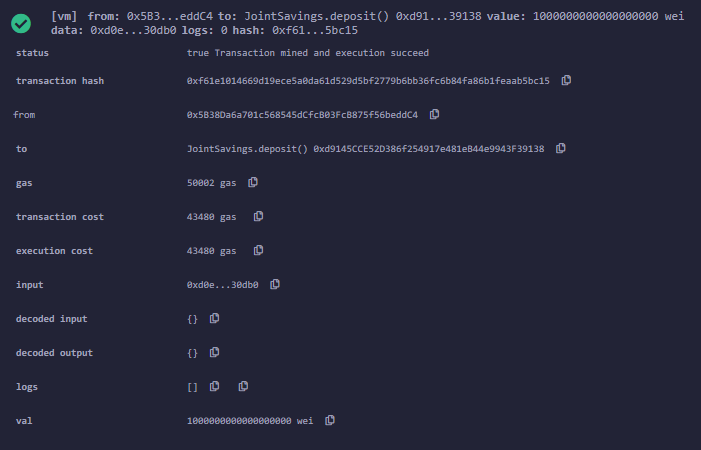 [vm] from: 0x5B3...eddC4 to: JointSavings.deposit() 0xd91...39138 value: 1000000000000000000 wei
data: 0xd0e...30db0 logs: 0 hash: 0xf61...5bc15
status true Transaction mined and execution succeed
transaction hash 0xf61e1014669d19ece5a0da61d529d5bf2779b6bb36fc6b84fa86b1feaab5bc15
from 0x5B38Da6a701c568545dCfcB03FcB875f56beddC4
to JointSavings.deposit() 0xd9145CCE52D386f254917e481eB44e9943F39138
gas 50002 gas
transaction cost 43480 gas
execution cost 43480 gas
input 0xd0e...30db0
decoded input {}
decoded output {}
logs []
val 1000000000000000000 wei